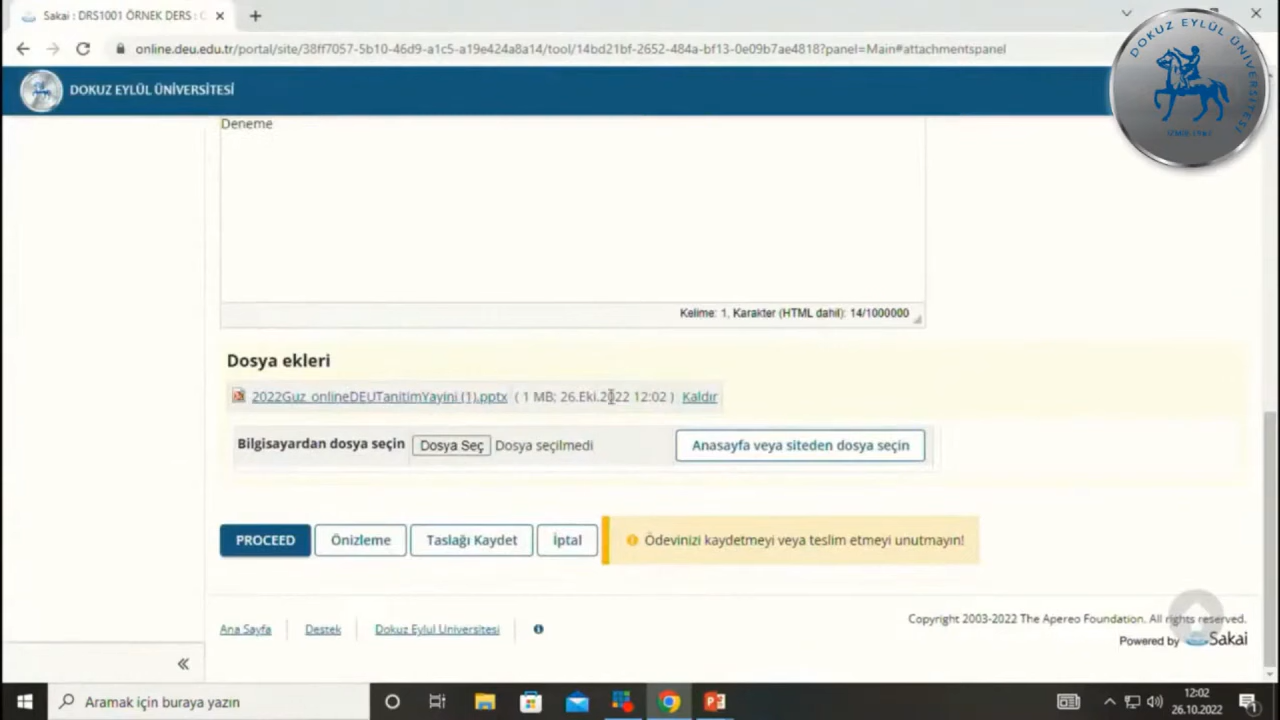 Sakai : DRS1001 ÖRNEK DERS : 
online.deu.edu.tr/portal/site/38ff7057-5b10-46d9-a1c5-a19e424a8a14/tool/14bd21bf-2652-484a-bf13-0e09b7ae4818?panel=Main#attachmentspanel
DOKUZ EYLÜL ÜNİVERSİTESİ
DOKUZ EYLÜL ÜNİVERSİTESİ
İZMİR-1982
Deneme
Kelime: 1, Karakter (HTML dahil): 14/1000000
Dosya ekleri
2022Guz_onlineDEUTanitimYayini (1).pptx ( 1 MB; 26.Eki.2022 12:02 ) Kaldır
Bilgisayardan dosya seçin Dosya Seç Dosya seçilmedi Anasayfa veya siteden dosya seçin
PROCEED Önizleme Taslağı Kaydet İptal Ödevinizi kaydetmeyi veya teslim etmeyi unutmayın!
Ana Sayfa Destek Dokuz Eylul Universitesi
Copyright 2003-2022 The Apereo Foundation. All rights reserved.
Powered by Sakai
Aramak için buraya yazın
12:02
26.10.2022
1